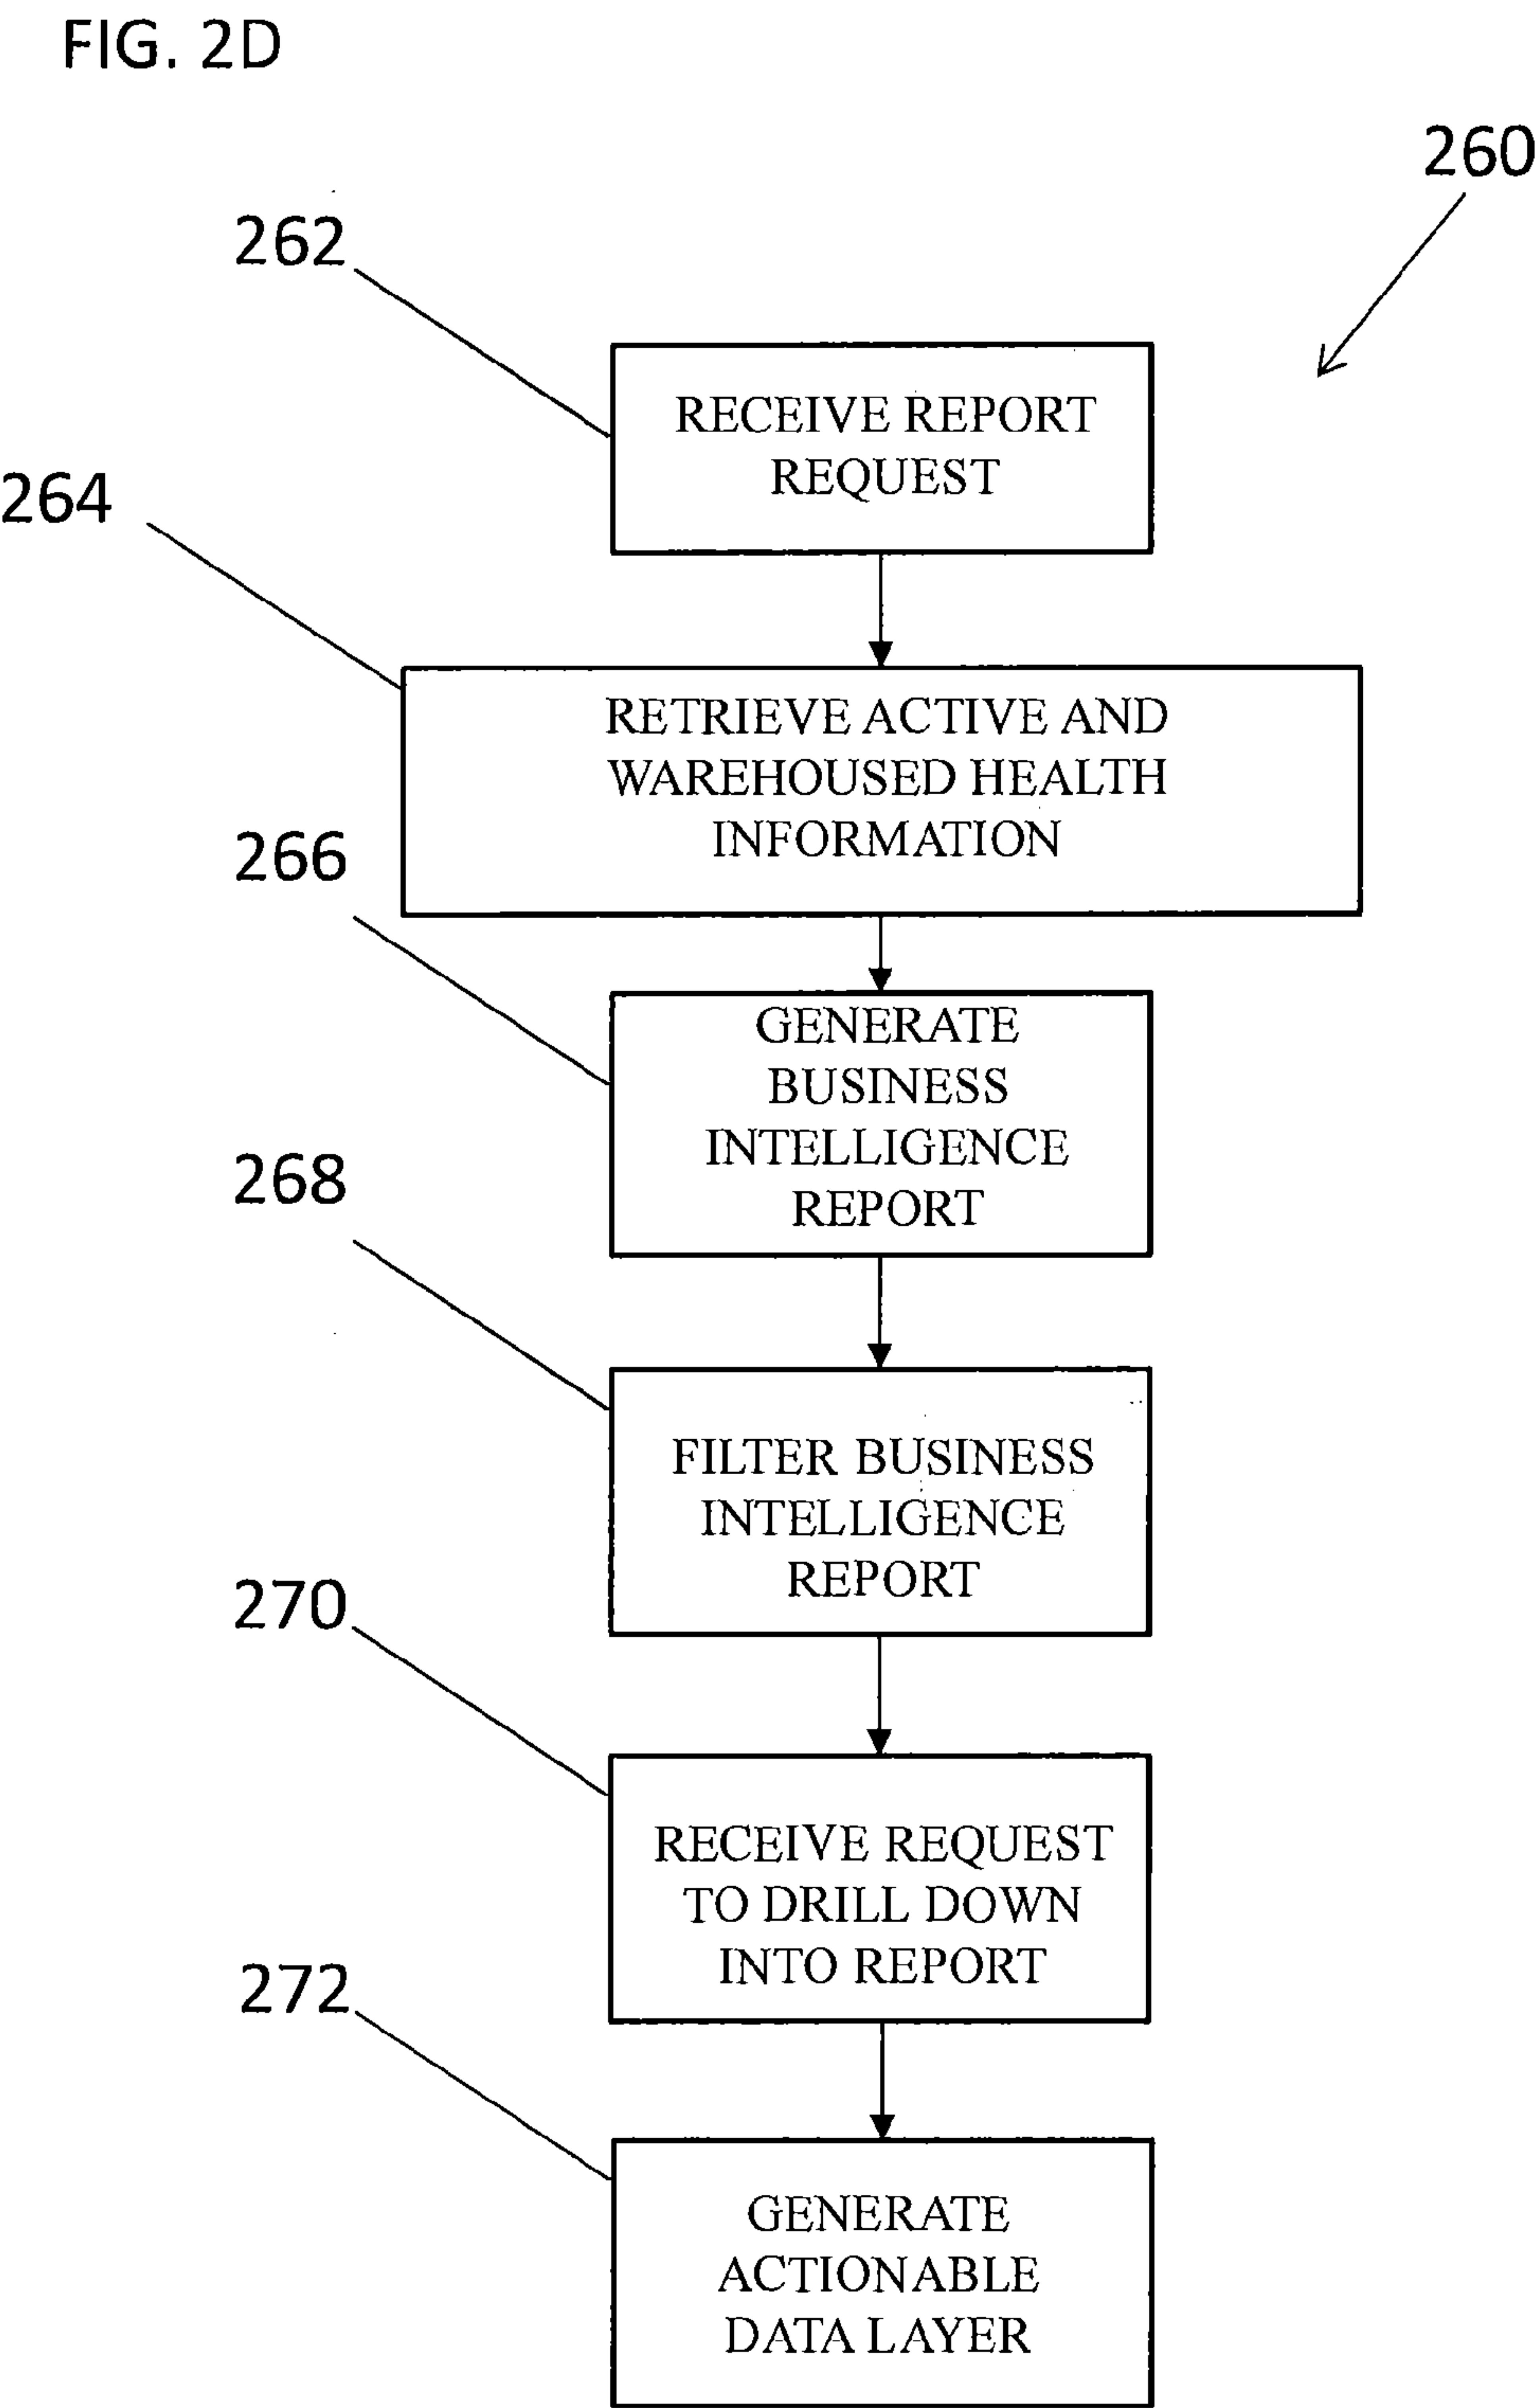 FIG. 2D
260
262
RECEIVE REPORT
REQUEST
264
RETRIEVE ACTIVE AND
WAREHOUSED HEALTH
INFORMATION
266
GENERATE
BUSINESS
INTELLIGENCE
REPORT
268
FILTER BUSINESS
INTELLIGENCE
REPORT
270
RECEIVE REQUEST
TO DRILL DOWN
INTO REPORT
272
GENERATE
ACTIONABLE
DATA LAYER